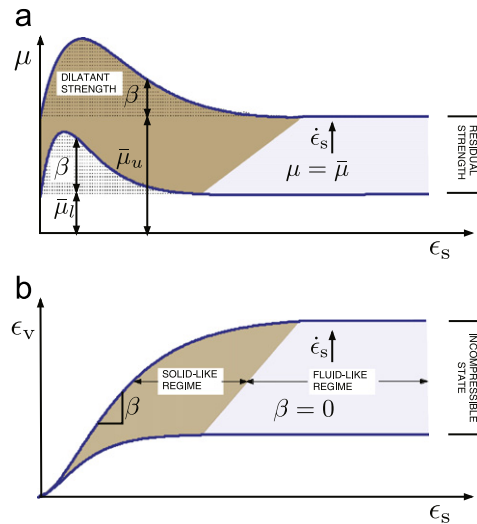 a
μ
DILATANT
STRENGTH
β
β
μ̄ᵤ
μ̄ₗ
ε̇ₛ
μ = μ̄
RESIDUAL
STRENGTH
ϵₛ
b
ϵᵥ
SOLID-LIKE
REGIME
FLUID-LIKE
REGIME
ε̇ₛ
β
β = 0
INCOMPRESSIBLE
STATE
ϵₛ